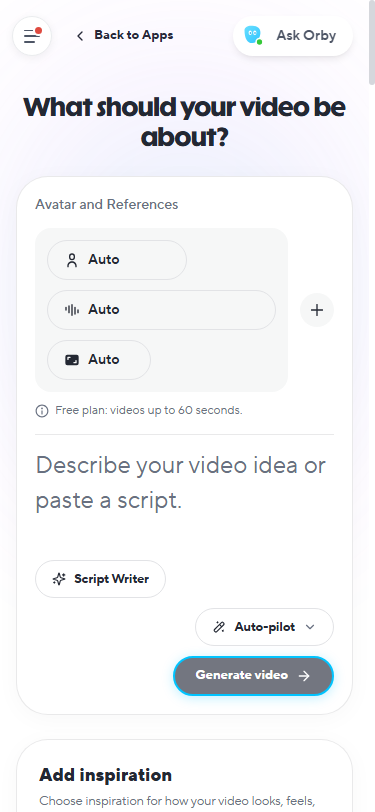 Back to Apps
Ask Orby
What should your video be
about?
Avatar and References
Auto
Auto
Auto
Free plan: videos up to 60 seconds.
Describe your video idea or
paste a script.
Script Writer
Auto-pilot
Generate video
Add inspiration
Choose inspiration for how your video looks, feels,